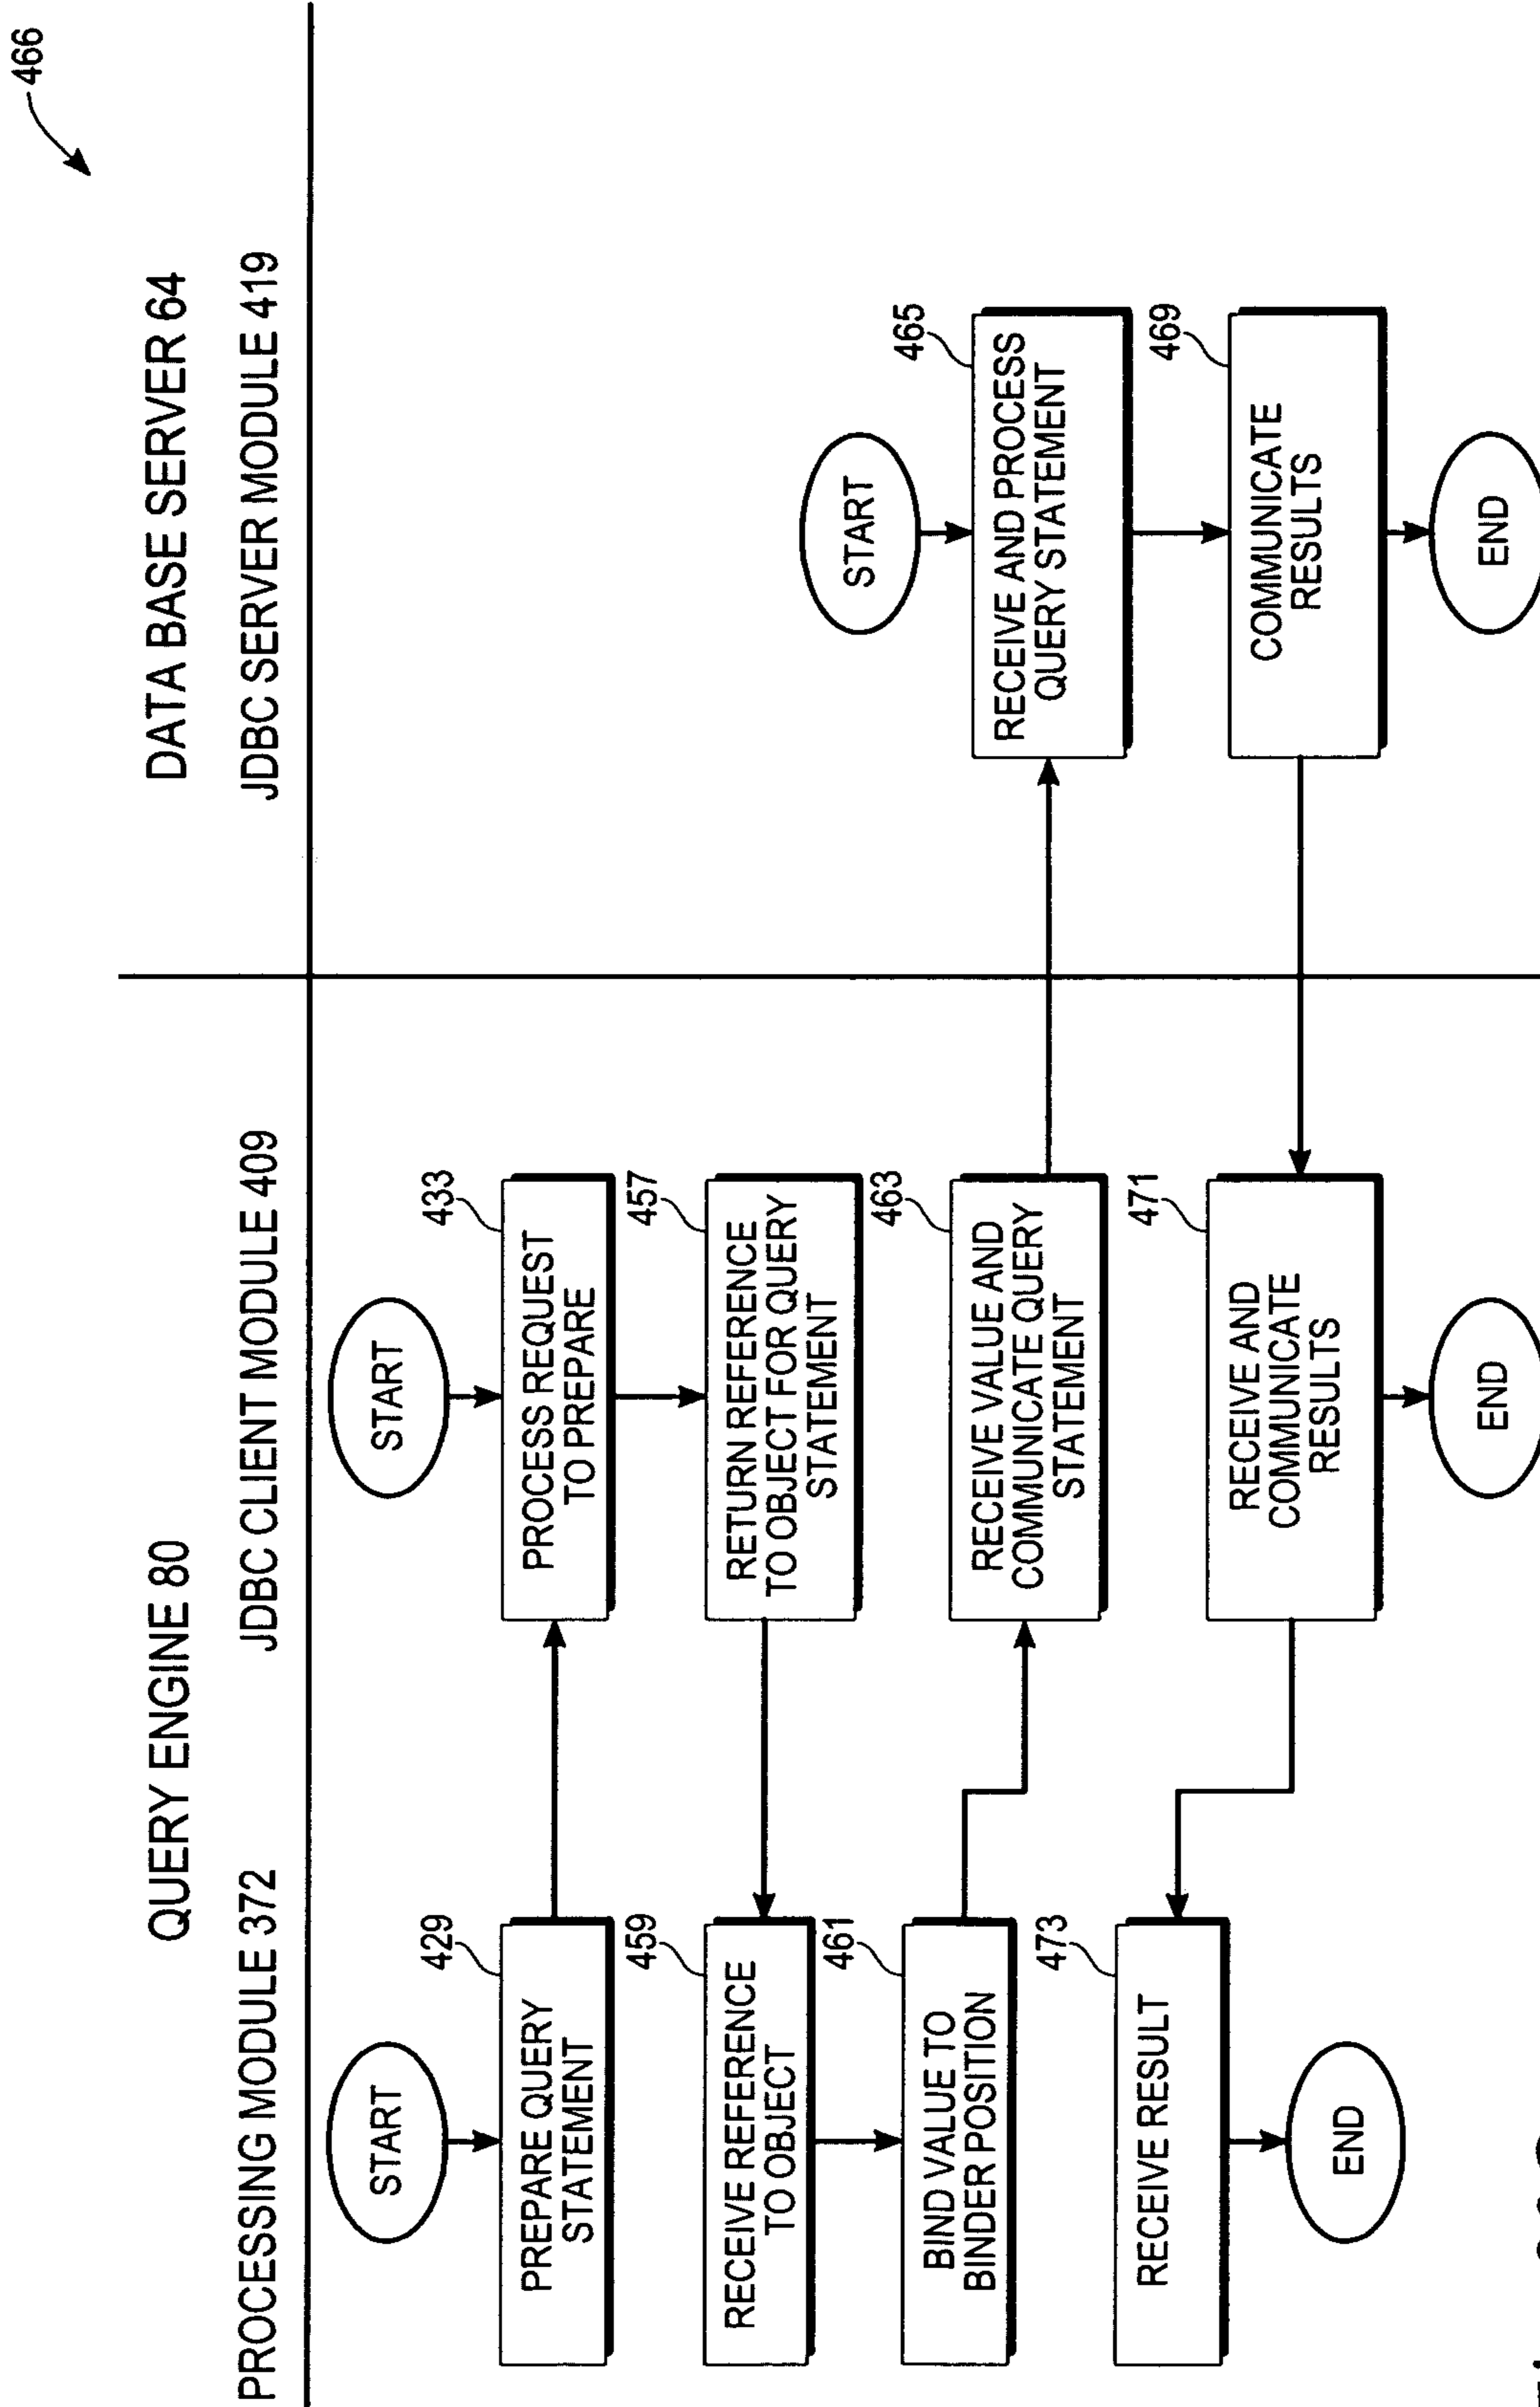 466
QUERY ENGINE 80
DATA BASE SERVER 64
PROCESSING MODULE 372
JDBC CLIENT MODULE 409
JDBC SERVER MODULE 419
START
429
PREPARE QUERY
STATEMENT
START
433
PROCESS REQUEST
TO PREPARE
457
RETURN REFERENCE
TO OBJECT FOR QUERY
STATEMENT
459
RECEIVE REFERENCE
TO OBJECT
461
BIND VALUE TO
BINDER POSITION
463
RECEIVE VALUE AND
COMMUNICATE QUERY
STATEMENT
START
465
RECEIVE AND PROCESS
QUERY STATEMENT
469
COMMUNICATE
RESULTS
END
471
RECEIVE AND
COMMUNICATE
RESULTS
END
473
RECEIVE RESULT
END